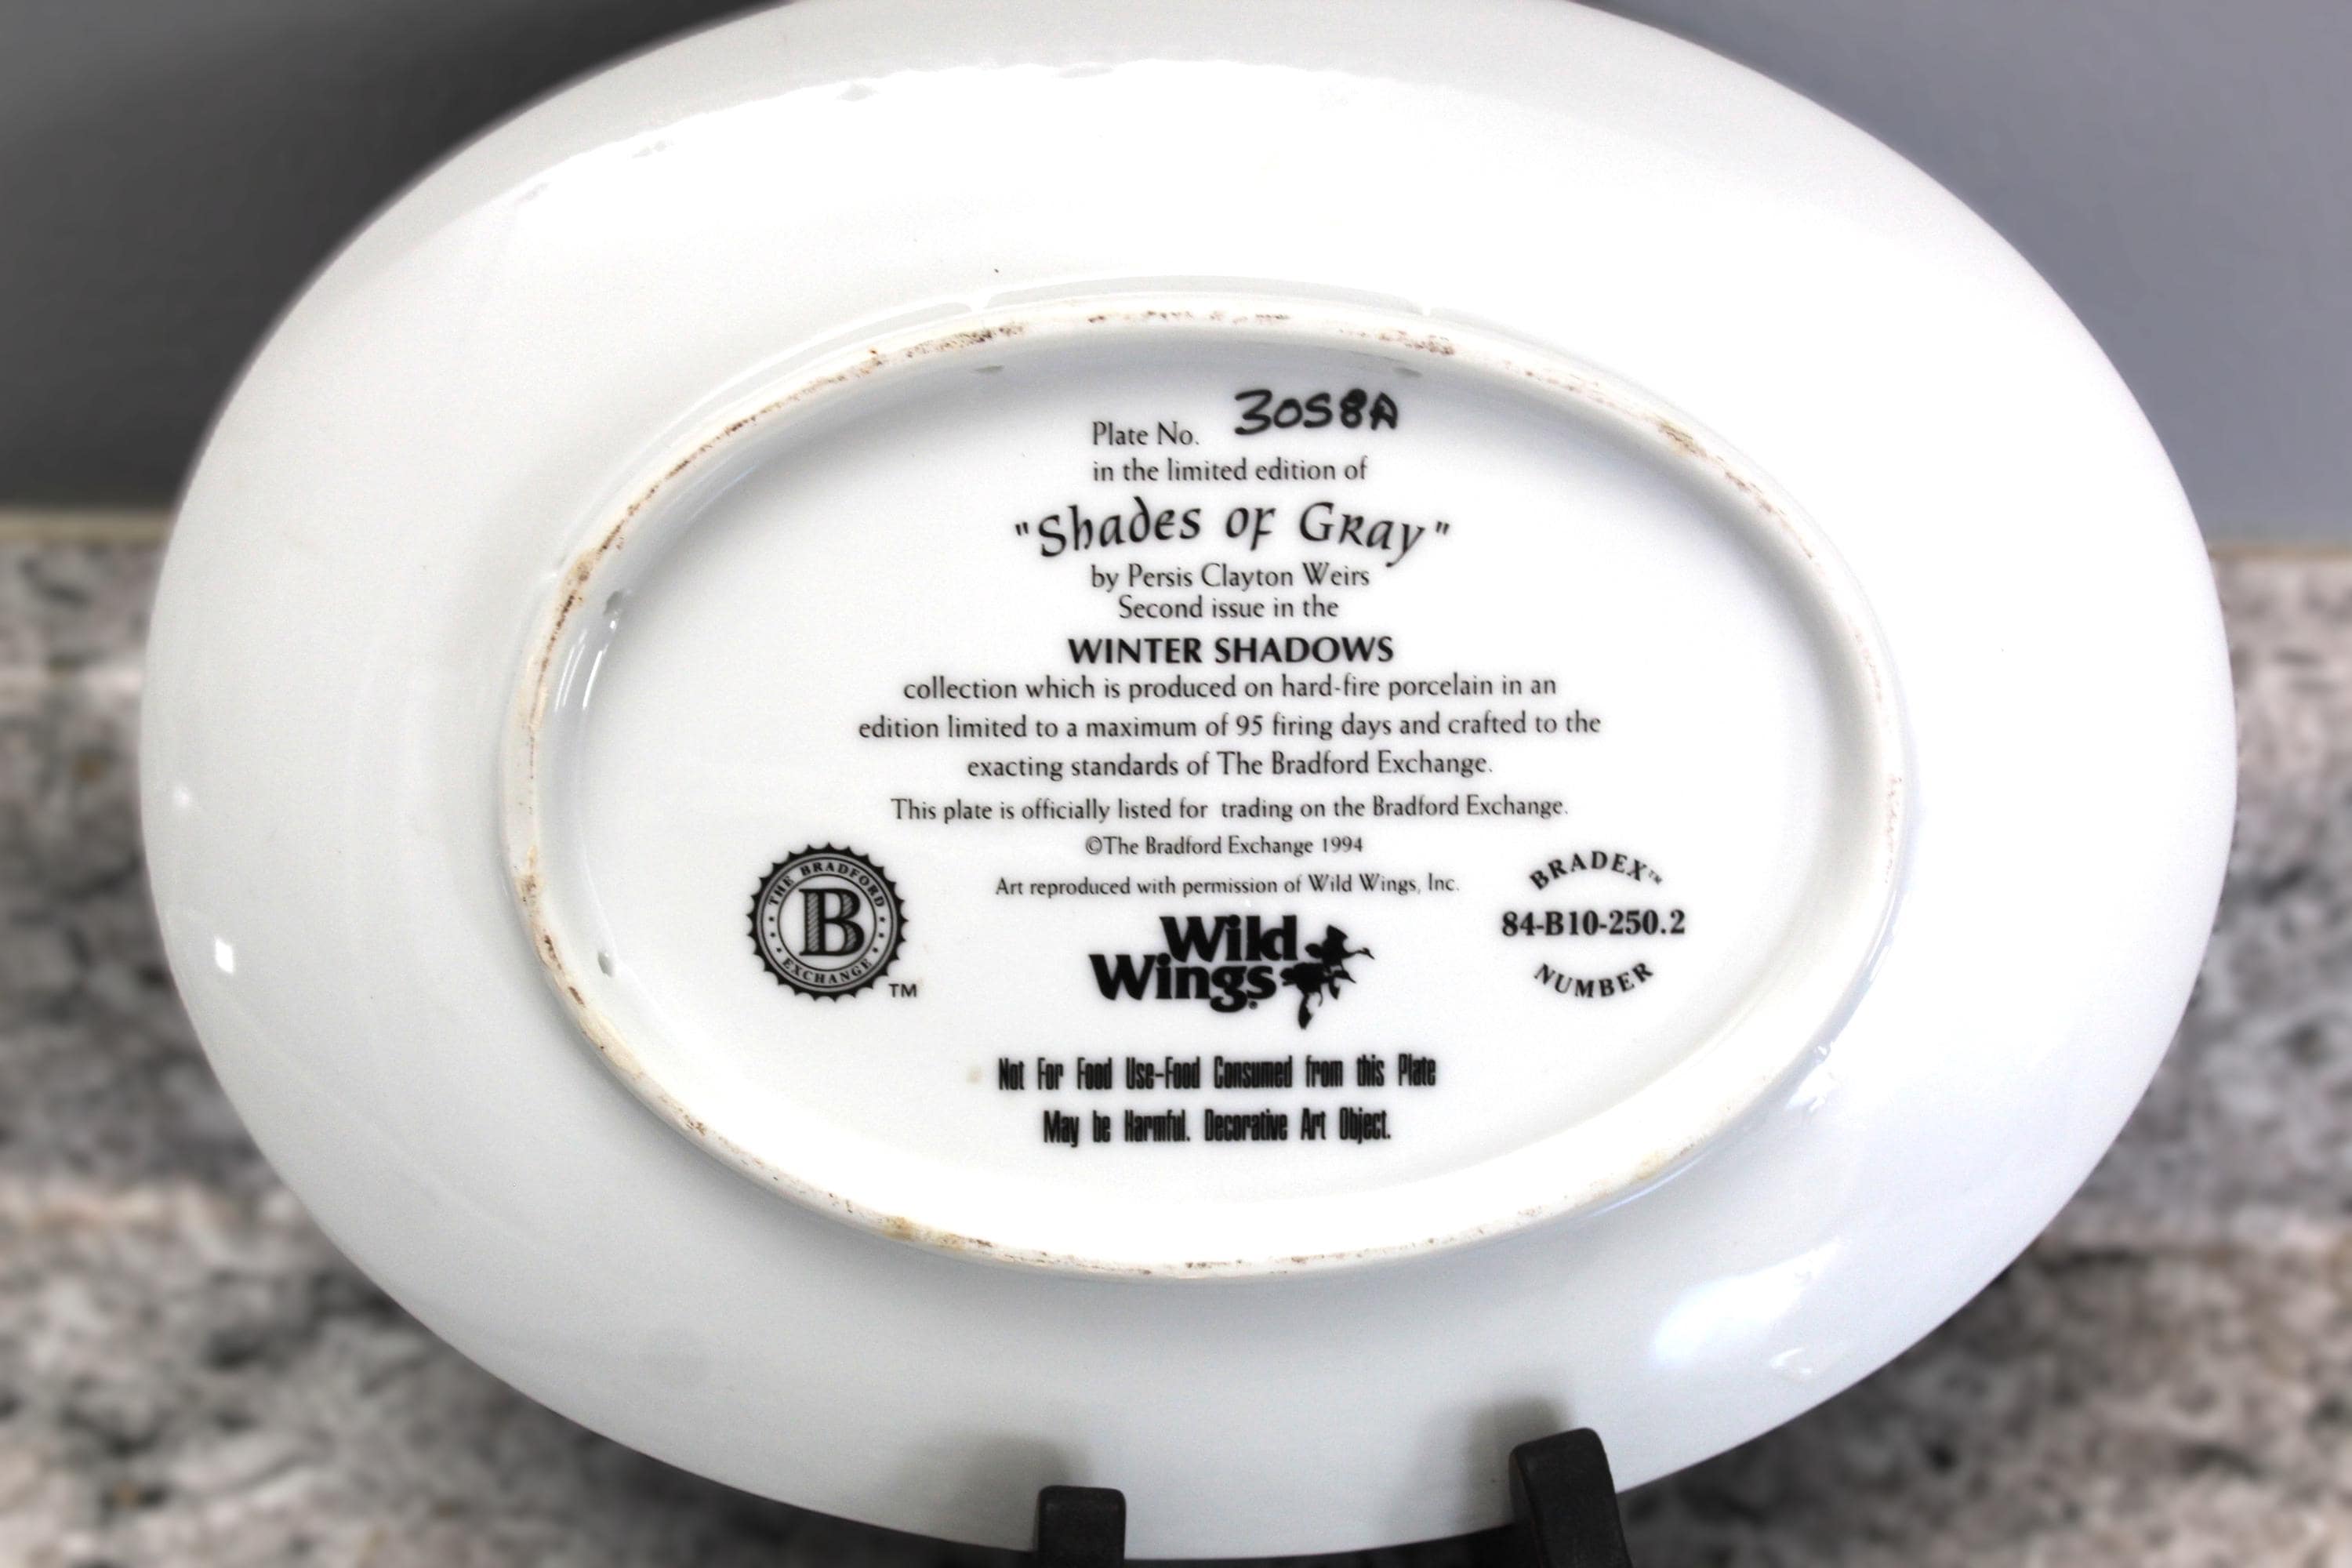 Plate No. 3058A
in the limited edition of
"Shades of Gray"
by Persis Clayton Weirs
Second issue in the
WINTER SHADOWS
collection which is produced on hard-fire porcelain in an
edition limited to a maximum of 95 firing days and crafted to the
exacting standards of The Bradford Exchange.
This plate is officially listed for trading on the Bradford Exchange.
©The Bradford Exchange 1994
Art reproduced with permission of Wild Wings, Inc.
THE BRADFORD
B
EXCHANGE
TM
Wild
Wings®
BRADEX™
84-B10-250.2
NUMBER
Not For Food Use-Food Consumed from this Plate
May be Harmful. Decorative Art Object.